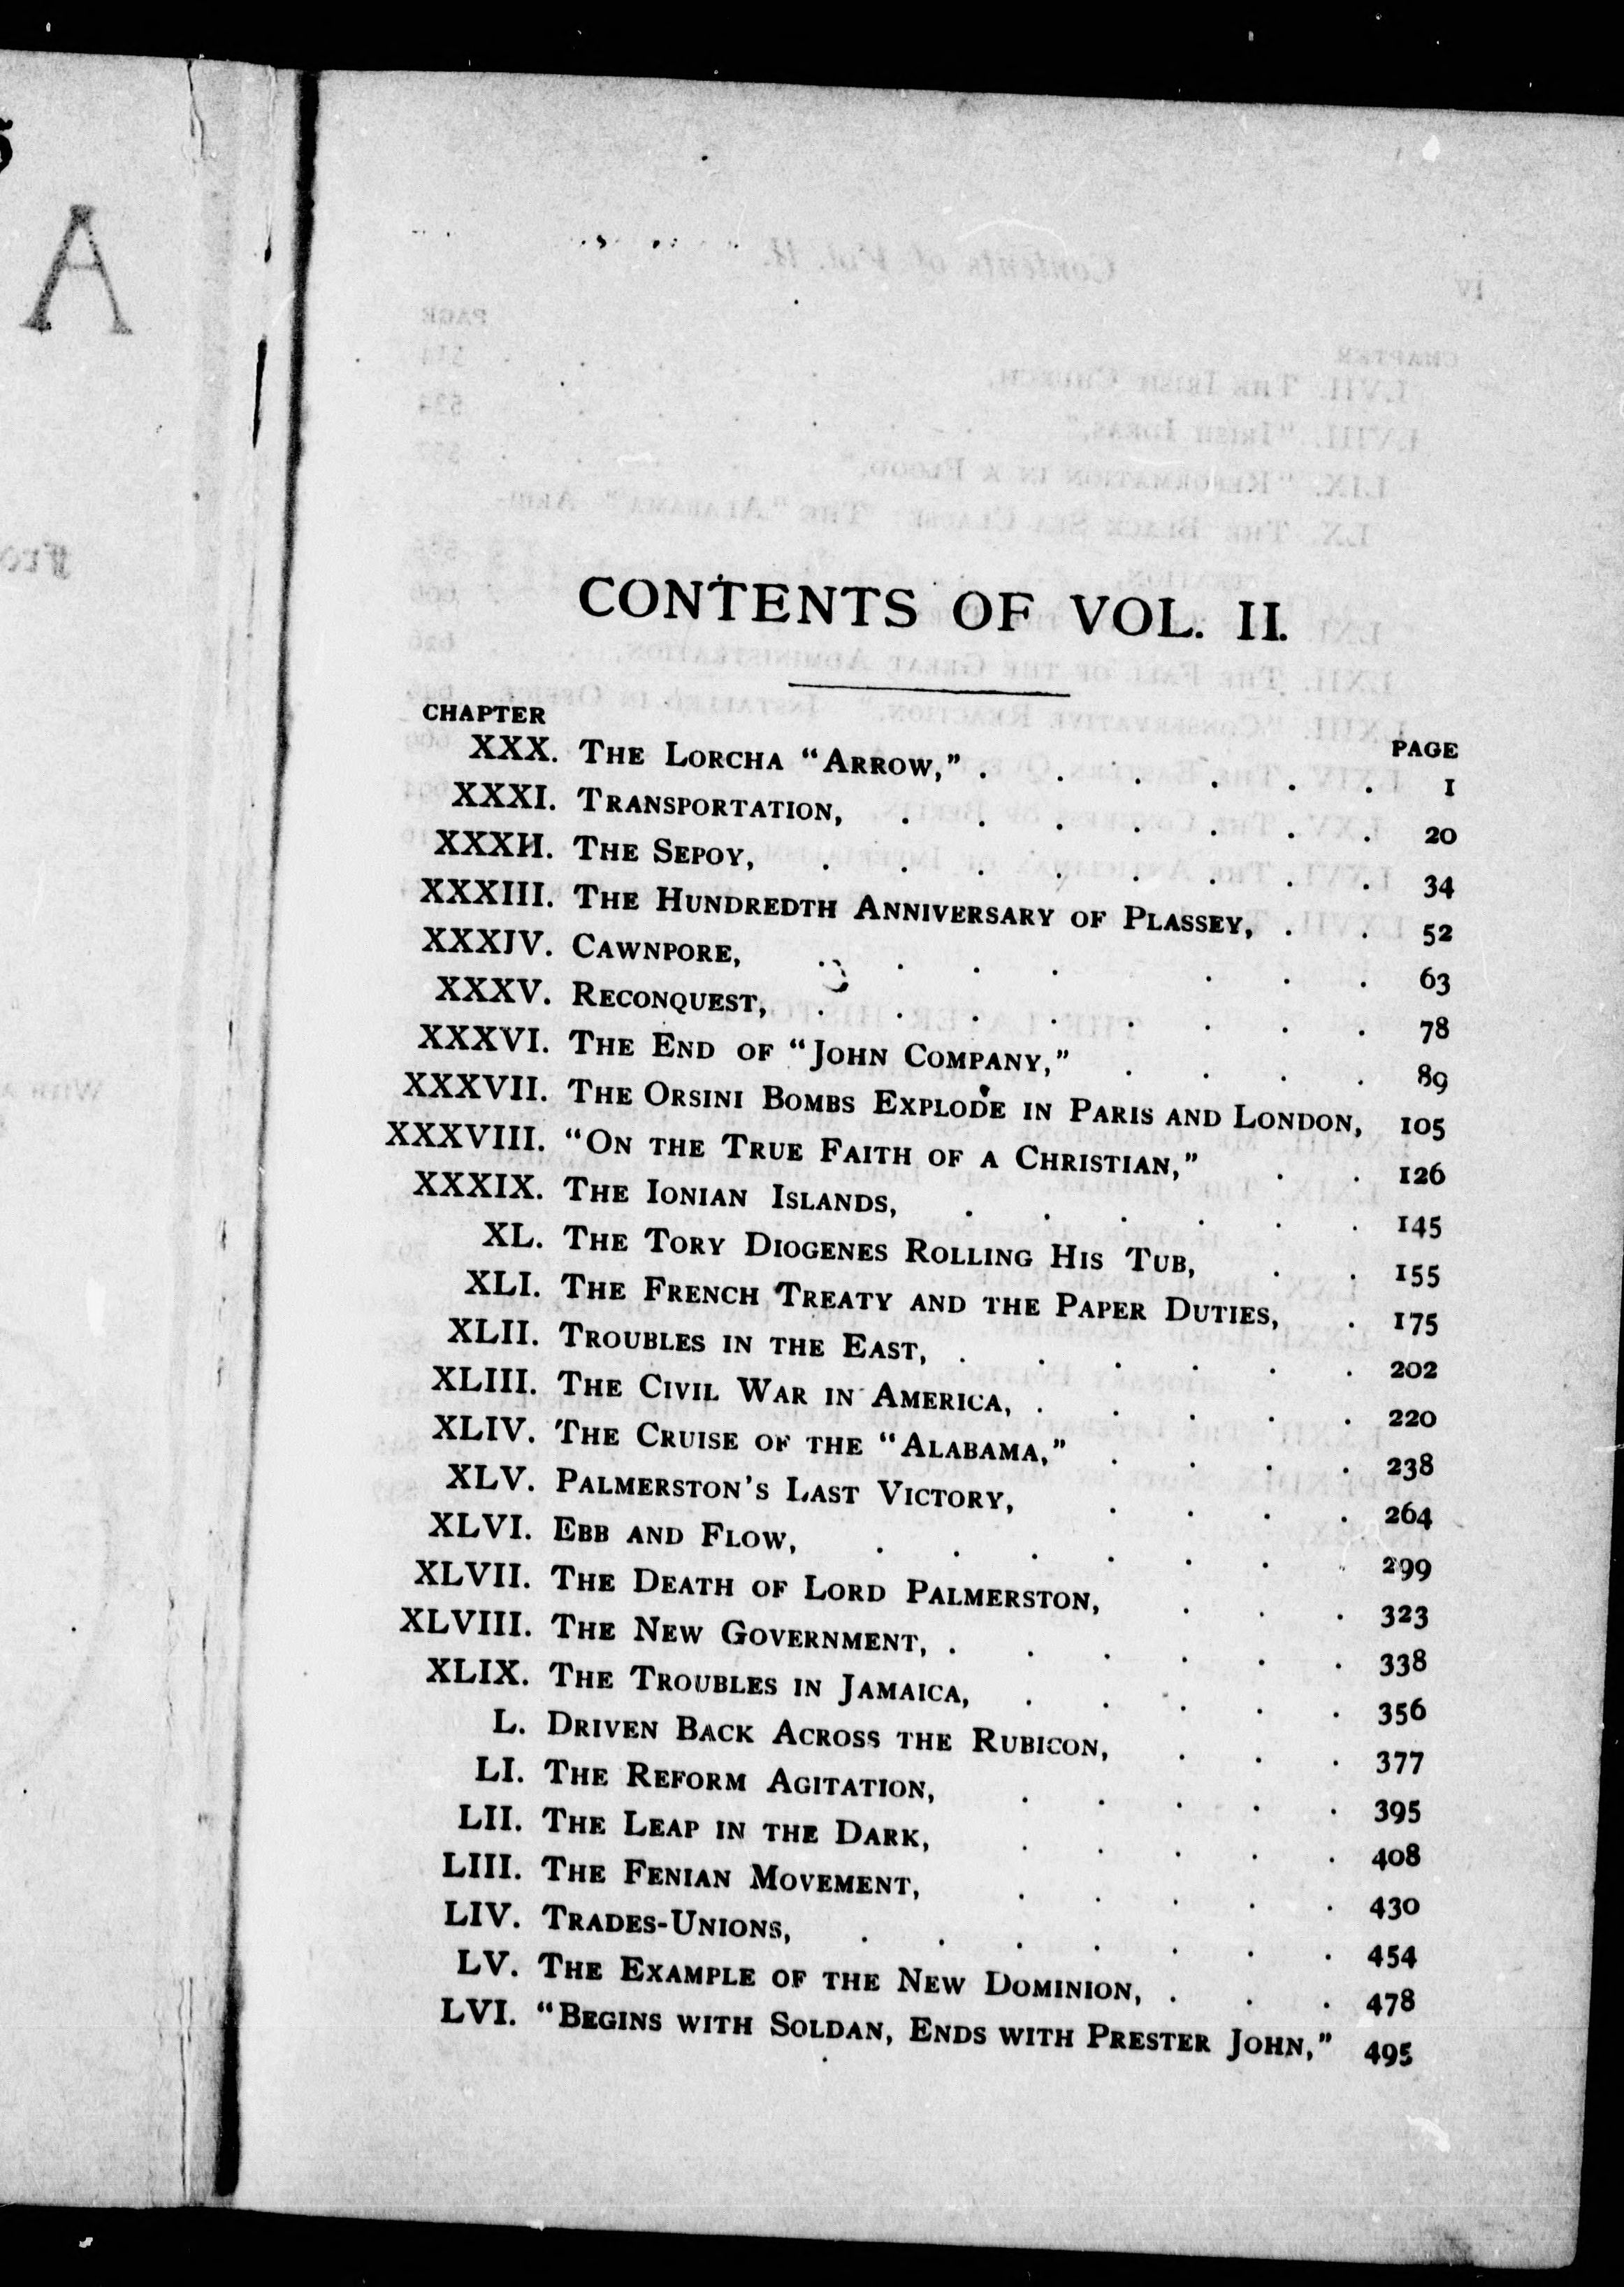 A
CONTENTS OF VOL. II.
CHAPTER PAGE
XXX. THE LORCHA "ARROW," . . . . . . 1
XXXI. TRANSPORTATION, . . . . . . . 20
XXXII. THE SEPOY, . . . . . . . . 34
XXXIII. THE HUNDREDTH ANNIVERSARY OF PLASSEY, . . 52
XXXIV. CAWNPORE, . . . . . . . 63
XXXV. RECONQUEST, . . . . . . . . 78
XXXVI. THE END OF "JOHN COMPANY," . . . . 89
XXXVII. THE ORSINI BOMBS EXPLODE IN PARIS AND LONDON, 105
XXXVIII. "ON THE TRUE FAITH OF A CHRISTIAN," . . 126
XXXIX. THE IONIAN ISLANDS, . . . . . . 145
XL. THE TORY DIOGENES ROLLING HIS TUB, . . 155
XLI. THE FRENCH TREATY AND THE PAPER DUTIES, . 175
XLII. TROUBLES IN THE EAST, . . . . . . 202
XLIII. THE CIVIL WAR IN AMERICA, . . . . . 220
XLIV. THE CRUISE OF THE "ALABAMA," . . . . 238
XLV. PALMERSTON'S LAST VICTORY, . . . . 264
XLVI. EBB AND FLOW, . . . . . . . 299
XLVII. THE DEATH OF LORD PALMERSTON, . . . 323
XLVIII. THE NEW GOVERNMENT, . . . . . . 338
XLIX. THE TROUBLES IN JAMAICA, . . . . . 356
L. DRIVEN BACK ACROSS THE RUBICON, . . . 377
LI. THE REFORM AGITATION, . . . . . 395
LII. THE LEAP IN THE DARK, . . . . . 408
LIII. THE FENIAN MOVEMENT, . . . . . 430
LIV. TRADES-UNIONS, . . . . . . . 454
LV. THE EXAMPLE OF THE NEW DOMINION, . . . 478
LVI. "BEGINS WITH SOLDAN, ENDS WITH PRESTER JOHN," 495